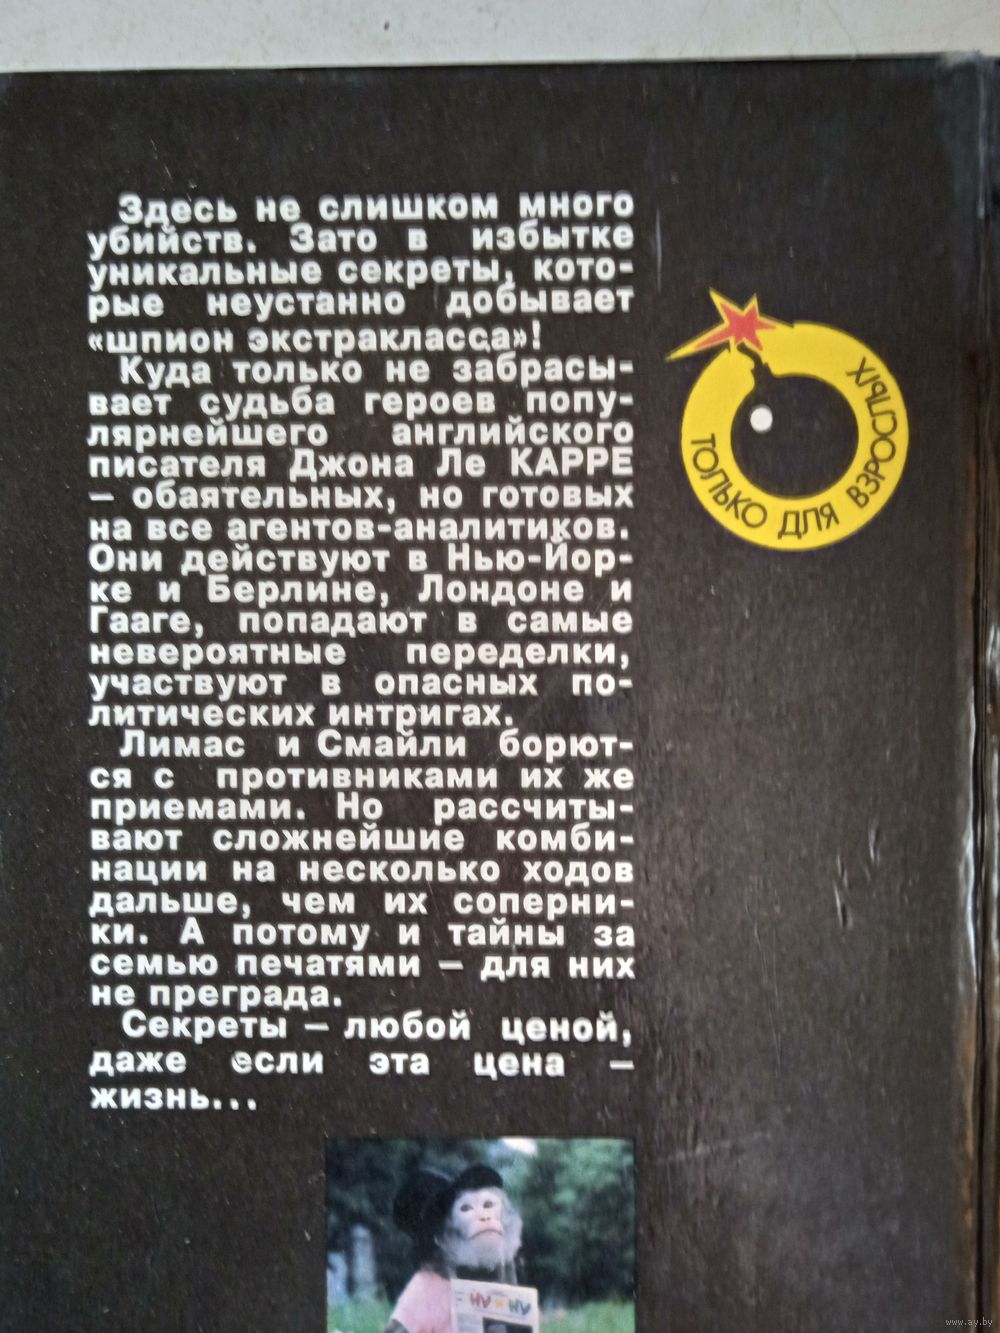 Здесь не слишком много
убийств. Зато в избытке
уникальные секреты, кото-
рые неустанно добывает
«шпион экстракласса»!
Куда только не забрасы-
вает судьба героев попу-
лярнейшего английского
писателя Джона Ле КАРРЕ
– обаятельных, но готовых
на все агентов-аналитиков.
Они действуют в Нью-Йор-
ке и Берлине, Лондоне и
Гааге, попадают в самые
невероятные переделки,
участвуют в опасных по-
литических интригах.
Лимас и Смайли борют-
ся с противниками их же
приемами. Но рассчиты-
вают сложнейшие комби-
нации на несколько ходов
дальше, чем их соперни-
ки. А потому и тайны за
семью печатями – для них
не преграда.
Секреты – любой ценой,
даже если эта цена –
жизнь...
ТОЛЬКО ДЛЯ ВЗРОСЛЫХ
www.ay.by